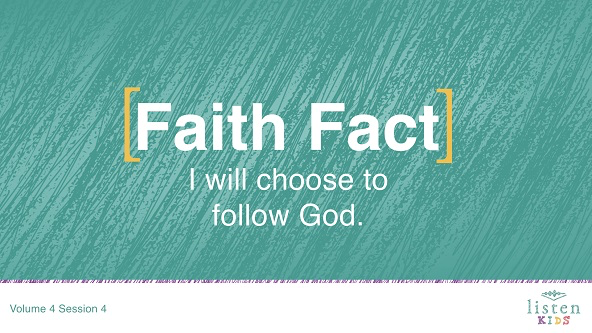 [Faith Fact]
I will choose to
follow God.
Volume 4 Session 4
listen
KIDS